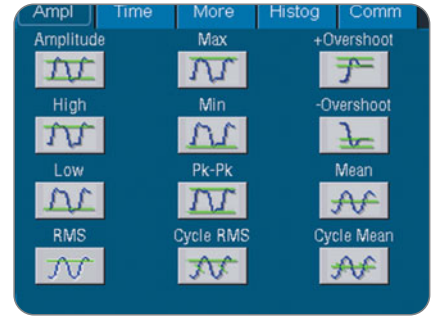 Ampl Time More Histog Comm
Amplitude Max +Overshoot
High Min -Overshoot
Low Pk-Pk Mean
RMS Cycle RMS Cycle Mean